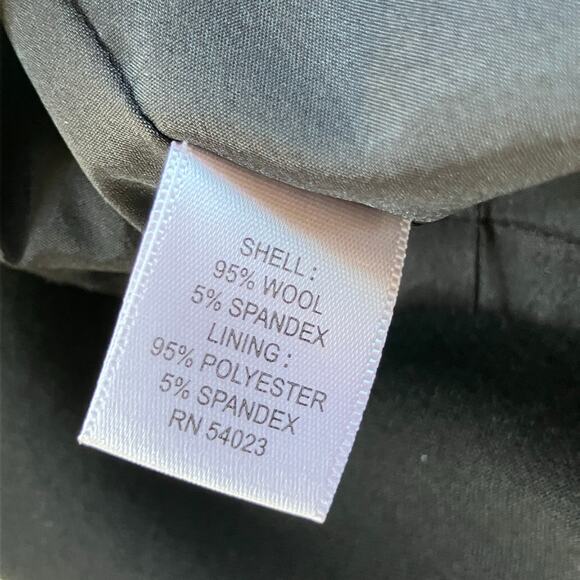 SHELL:
95% WOOL
5% SPANDEX
LINING:
95% POLYESTER
5% SPANDEX
RN 54023